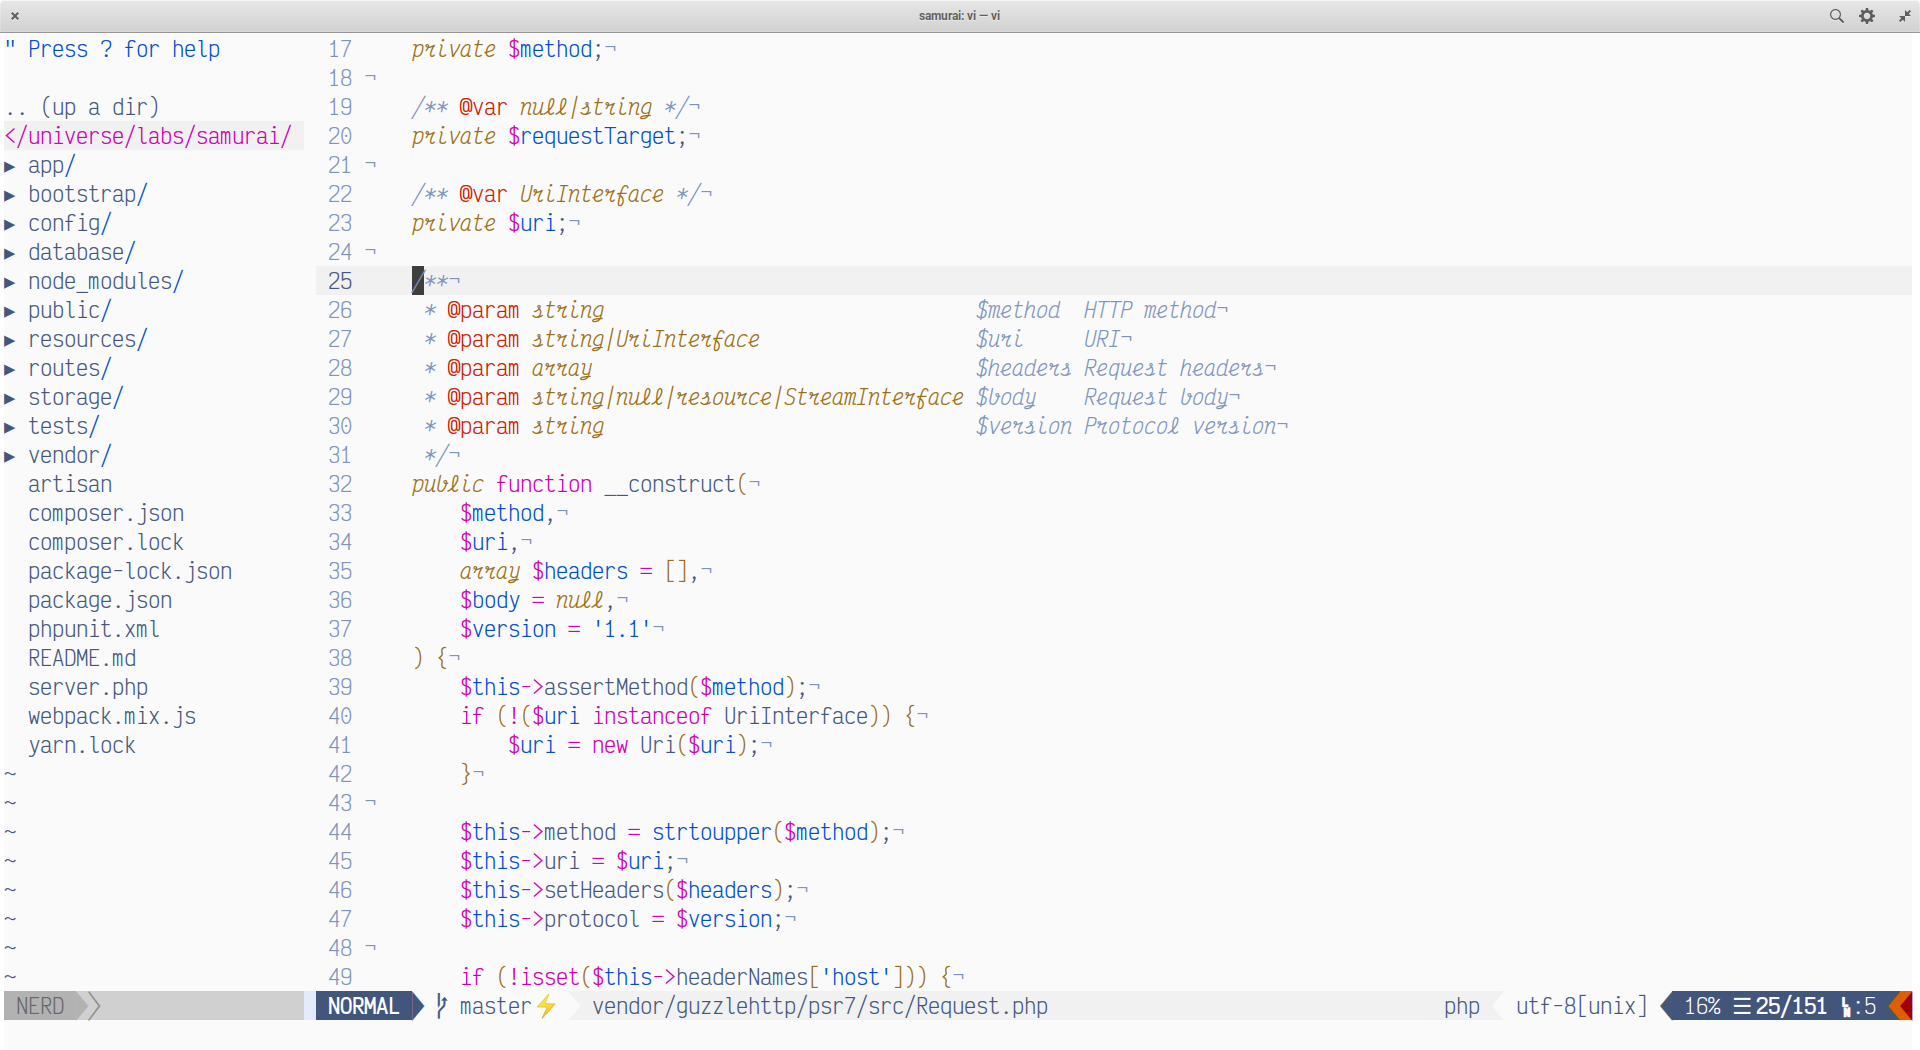 samurai: vi — vi
" Press ? for help
.. (up a dir)
</universe/labs/samurai/
▸ app/
▸ bootstrap/
▸ config/
▸ database/
▸ node_modules/
▸ public/
▸ resources/
▸ routes/
▸ storage/
▸ tests/
▸ vendor/
artisan
composer.json
composer.lock
package-lock.json
package.json
phpunit.xml
README.md
server.php
webpack.mix.js
yarn.lock
~
~
~
~
~
~
~
~
17     private $method;¬
18 ¬
19     /** @var null|string */¬
20     private $requestTarget;¬
21 ¬
22     /** @var UriInterface */¬
23     private $uri;¬
24 ¬
25     /**¬
26      * @param string                               $method  HTTP method¬
27      * @param string|UriInterface                  $uri     URI¬
28      * @param array                                $headers Request headers¬
29      * @param string|null|resource|StreamInterface $body    Request body¬
30      * @param string                               $version Protocol version¬
31      */¬
32     public function __construct(¬
33         $method,¬
34         $uri,¬
35         array $headers = [],¬
36         $body = null,¬
37         $version = '1.1'¬
38     ) {¬
39         $this->assertMethod($method);¬
40         if (!($uri instanceof UriInterface)) {¬
41             $uri = new Uri($uri);¬
42         }¬
43 ¬
44         $this->method = strtoupper($method);¬
45         $this->uri = $uri;¬
46         $this->setHeaders($headers);¬
47         $this->protocol = $version;¬
48 ¬
49         if (!isset($this->headerNames['host'])) {¬
NERD
NORMAL master⚡ vendor/guzzlehttp/psr7/src/Request.php php utf-8[unix] 16% ☰ 25/151 :5